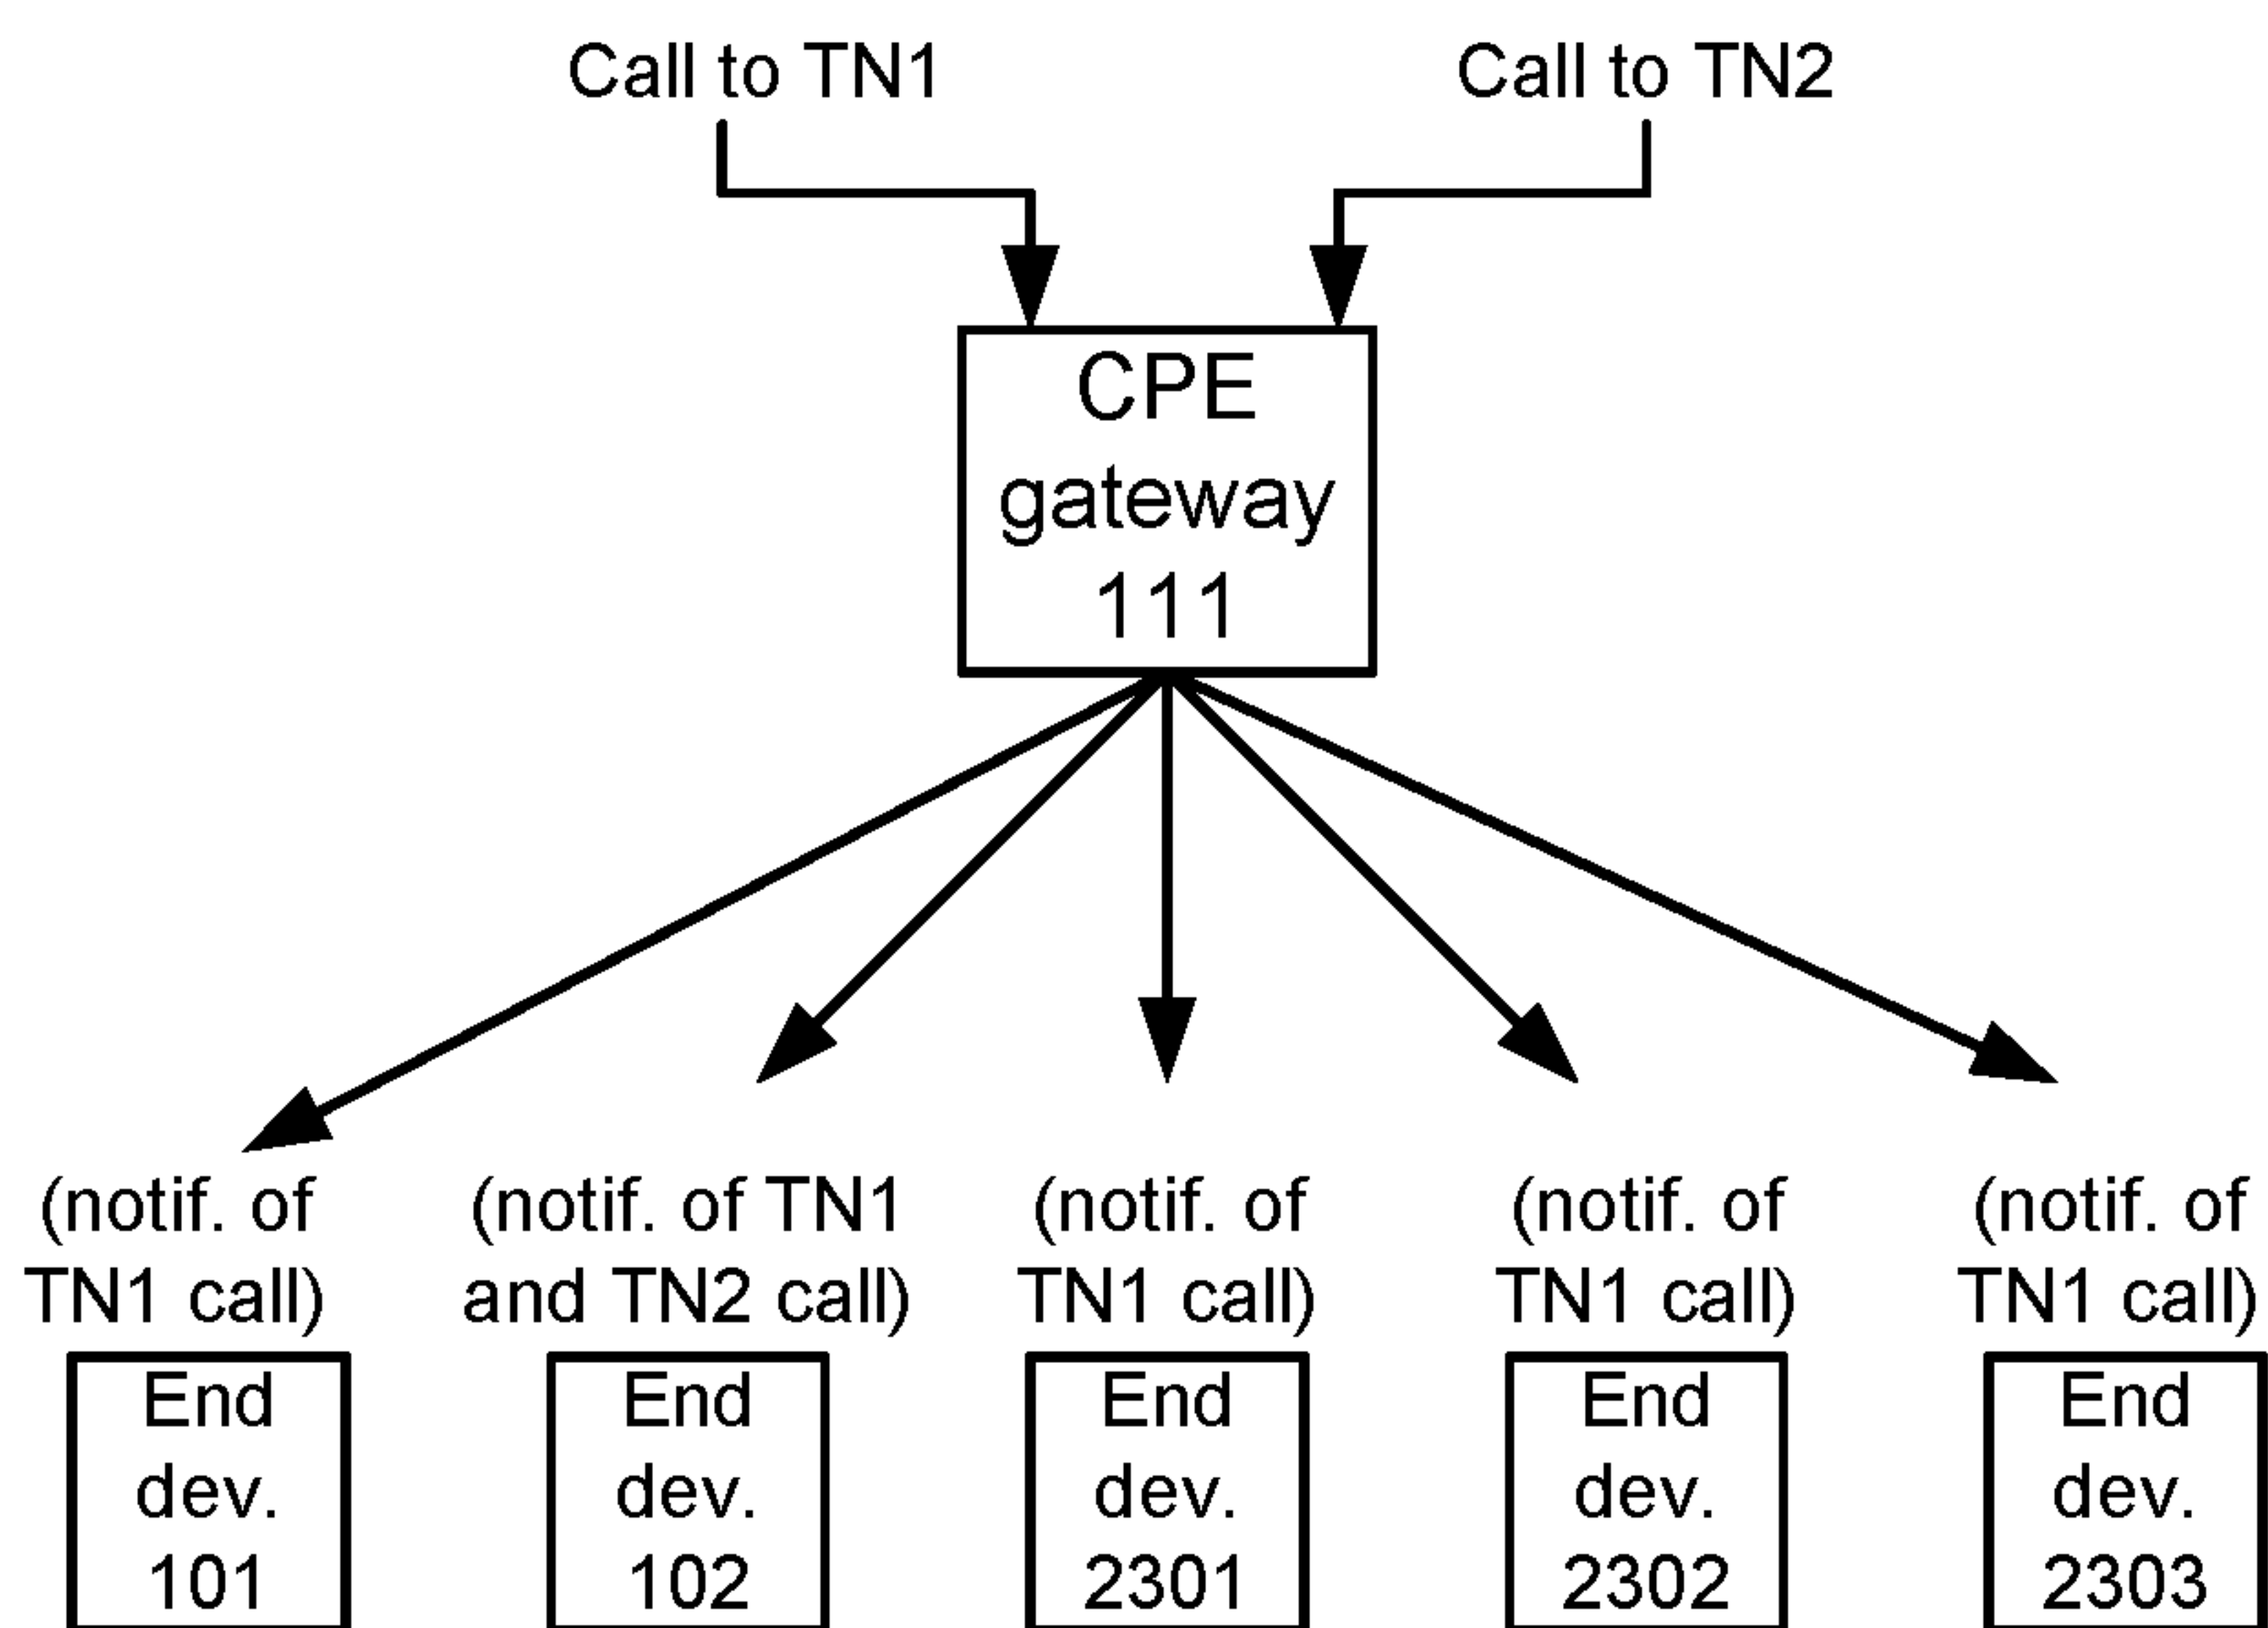 Call to TN1
Call to TN2
CPE
gateway
111
(notif. of
TN1 call)
(notif. of TN1
and TN2 call)
(notif. of
TN1 call)
(notif. of
TN1 call)
(notif. of
TN1 call)
End
dev.
101
End
dev.
102
End
dev.
2301
End
dev.
2302
End
dev.
2303